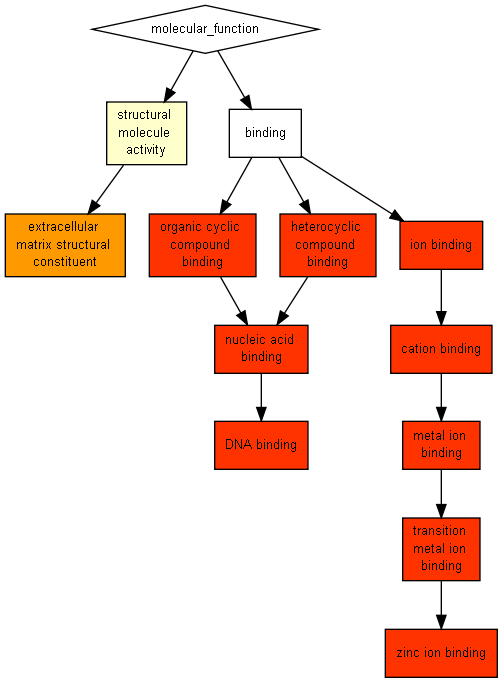 molecular_function
structural
molecule
activity
binding
extracellular
matrix structural
constituent
organic cyclic
compound
binding
heterocyclic
compound
binding
ion binding
nucleic acid
binding
cation binding
DNA binding
metal ion
binding
transition
metal ion
binding
zinc ion binding